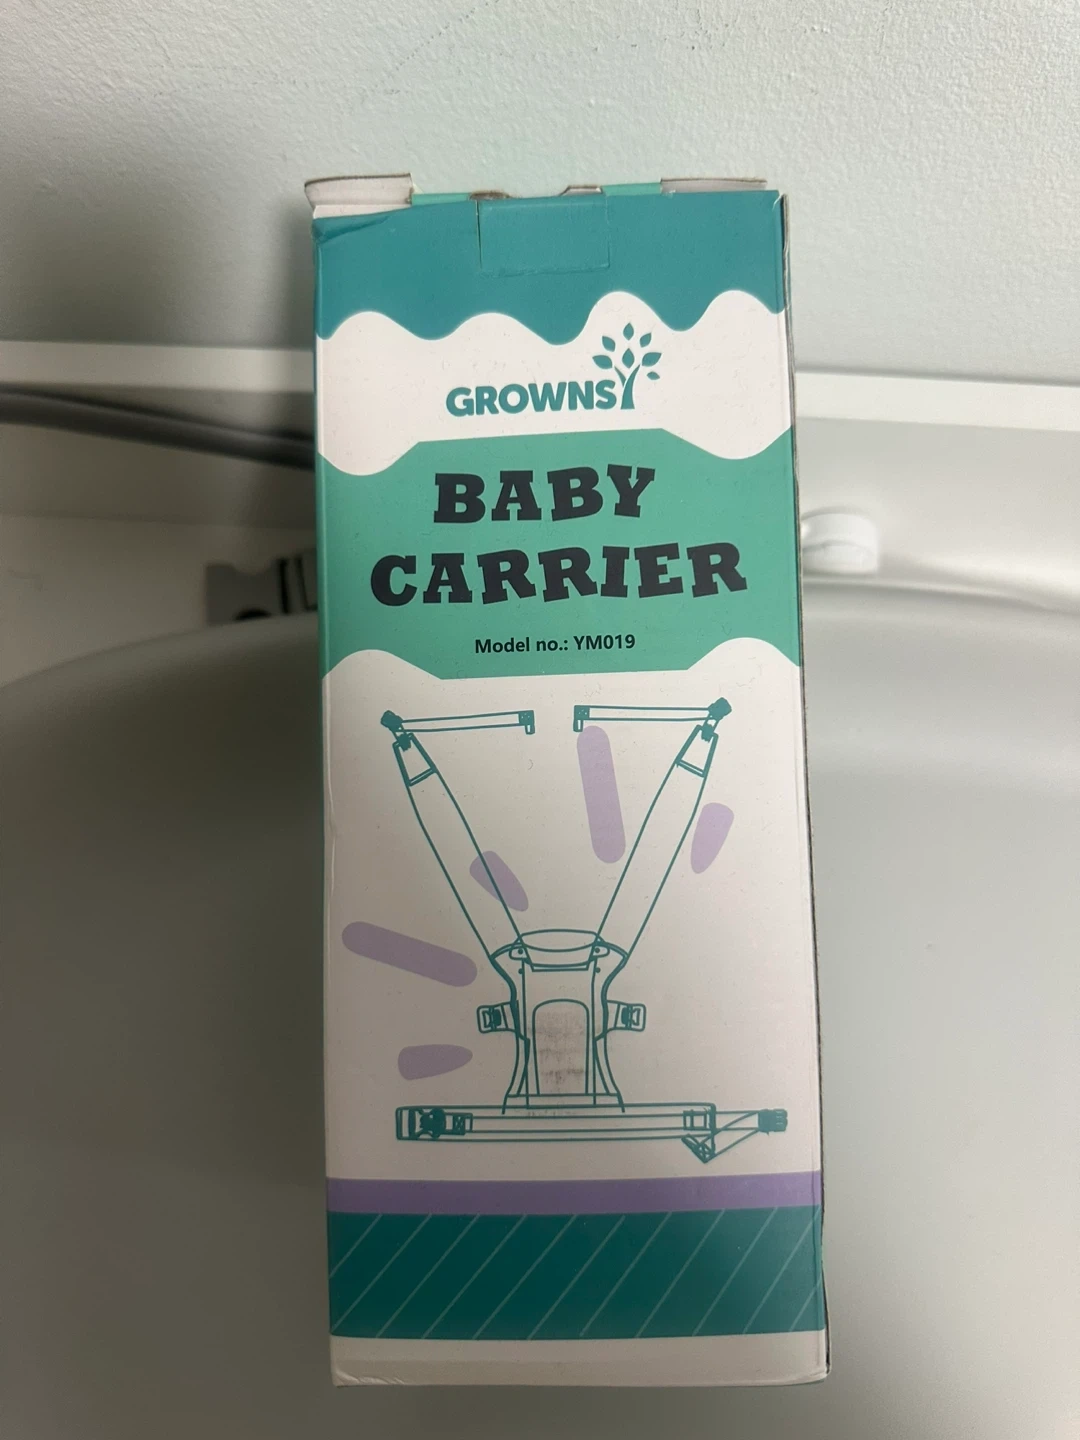 GROWNSY
BABY
CARRIER
Model no.: YM019